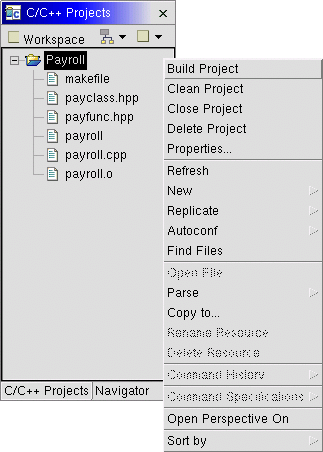 C/C++ Projects
Workspace
Payroll
makefile
payclass.hpp
payfunc.hpp
payroll
payroll.cpp
payroll.o
C/C++ Projects
Navigator
Build Project
Clean Project
Close Project
Delete Project
Properties...
Refresh
New
Replicate
Autoconf
Find Files
Open File
Parse
Copy to...
Rename Resource
Delete Resource
Command History
Command Specifications
Open Perspective On
Sort by